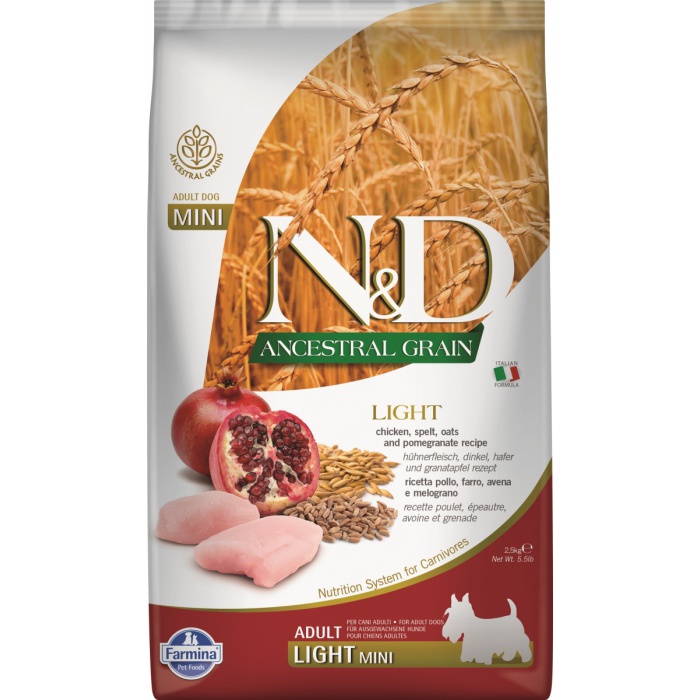 ANCESTRAL GRAINS
ADULT DOG
MINI
N&D
ANCESTRAL GRAIN
ITALIAN
FORMULA
LIGHT
chicken, spelt, oats
and pomegranate recipe
hühnerfleisch, dinkel, hafer
und granatapfel rezept
ricetta pollo, farro, avena
e melograno
recette poulet, épeautre,
avoine et grenade
2,5kg℮
Net Wt. 5.5lb
Nutrition System for Carnivores
ADULT
PER CANI ADULTI • FOR ADULT DOGS
FÜR AUSGEWACHSENE HUNDE
POUR CHIENS ADULTES
LIGHT MINI
Farmina
Pet Foods